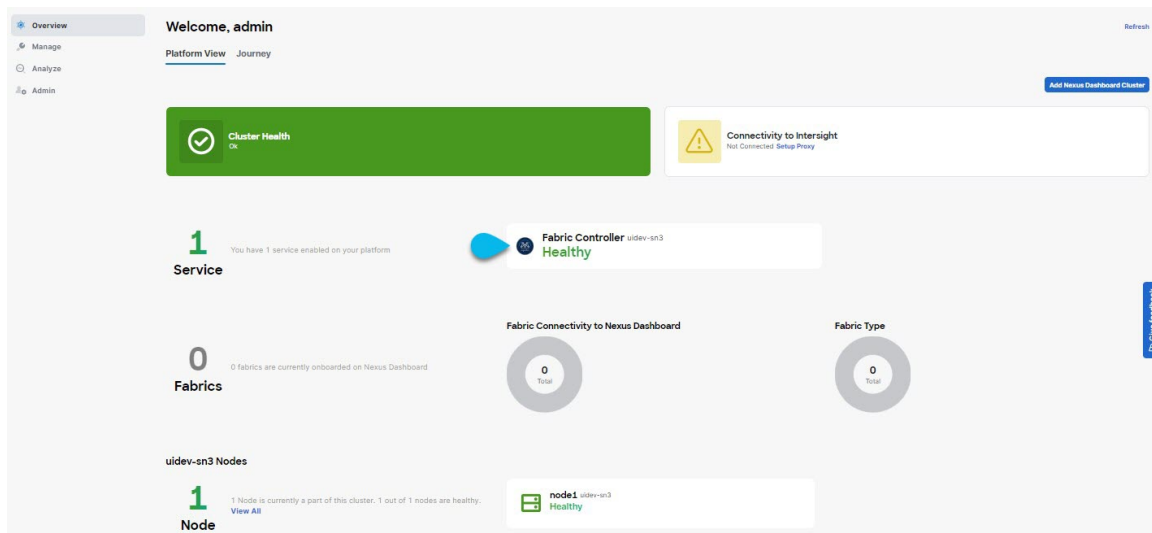 Overview
Manage
Analyze
Admin
Welcome, admin
Refresh
Platform View Journey
Add Nexus Dashboard Cluster
Cluster Health
Ok
Connectivity to Intersight
Not Connected Setup Proxy
1
Service
You have 1 service enabled on your platform
Fabric Controller uidev-sn3
Healthy
0
Fabrics
0 fabrics are currently onboarded on Nexus Dashboard
Fabric Connectivity to Nexus Dashboard
0
Total
Fabric Type
0
Total
uidev-sn3 Nodes
1
Node
1 Node is currently a part of this cluster. 1 out of 1 nodes are healthy.
View All
node1 uidev-sn3
Healthy